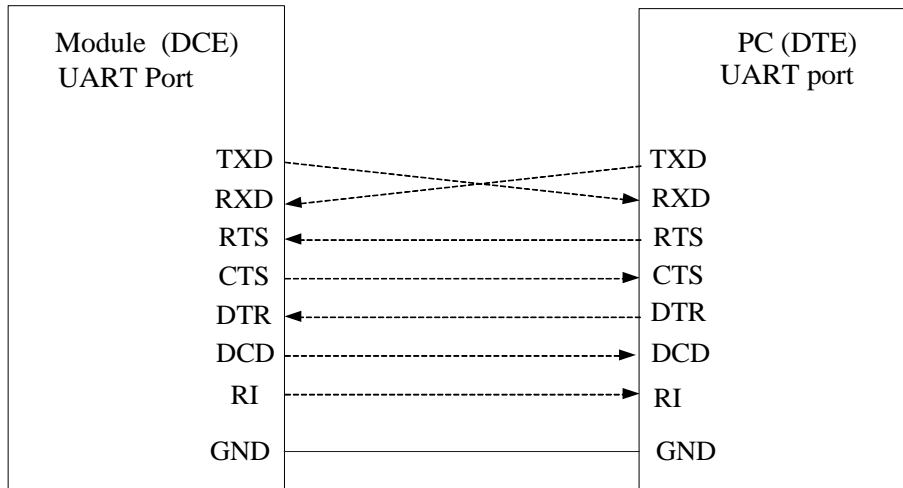 Module (DCE)
UART Port
PC (DTE)
UART port
TXD
RXD
RTS
CTS
DTR
DCD
RI
GND
TXD
RXD
RTS
CTS
DTR
DCD
RI
GND